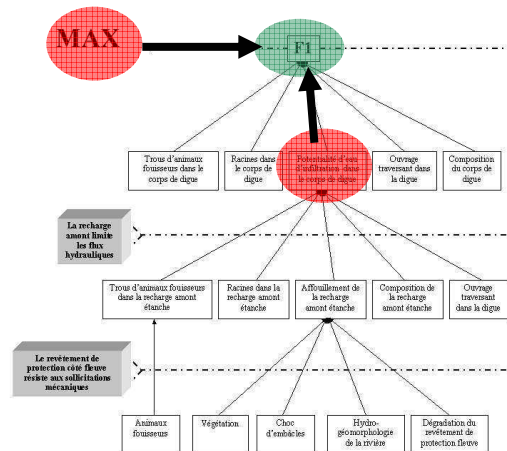 MAX
F1
Trous d'animaux
fouisseurs dans le
corps de digue
Racines dans
le corps de
digue
Potentialité d'eau
d'infiltration dans
le corps de digue
Ouvrage
traversant dans
la digue
Composition
du corps de
digue
La recharge
amont limite
les flux
hydrauliques
Trous d'animaux fouisseurs
dans la recharge amont
étanche
Racines dans la
recharge amont
étanche
Affouillement de
la recharge
amont étanche
Composition de
la recharge
amont étanche
Ouvrage
traversant
dans la digue
Le revêtement de
protection côté fleuve
résiste aux sollicitations
mécaniques
Animaux
fouisseurs
Végétation
Choc
d'embâcles
Hydro-
géomorphologie
de la rivière
Dégradation du
revêtement de
protection fleuve